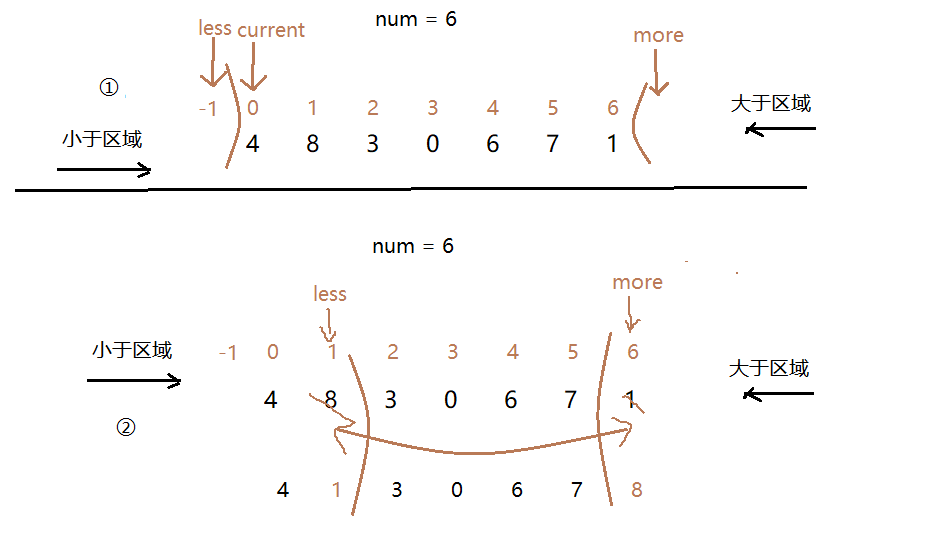 num = 6
less current more
①
-1 0 1 2 3 4 5 6
大于区域
小于区域
4 8 3 0 6 7 1
num = 6
less more
小于区域 -1 0 1 2 3 4 5 6
大于区域
4 8 3 0 6 7 1
②
4 1 3 0 6 7 8